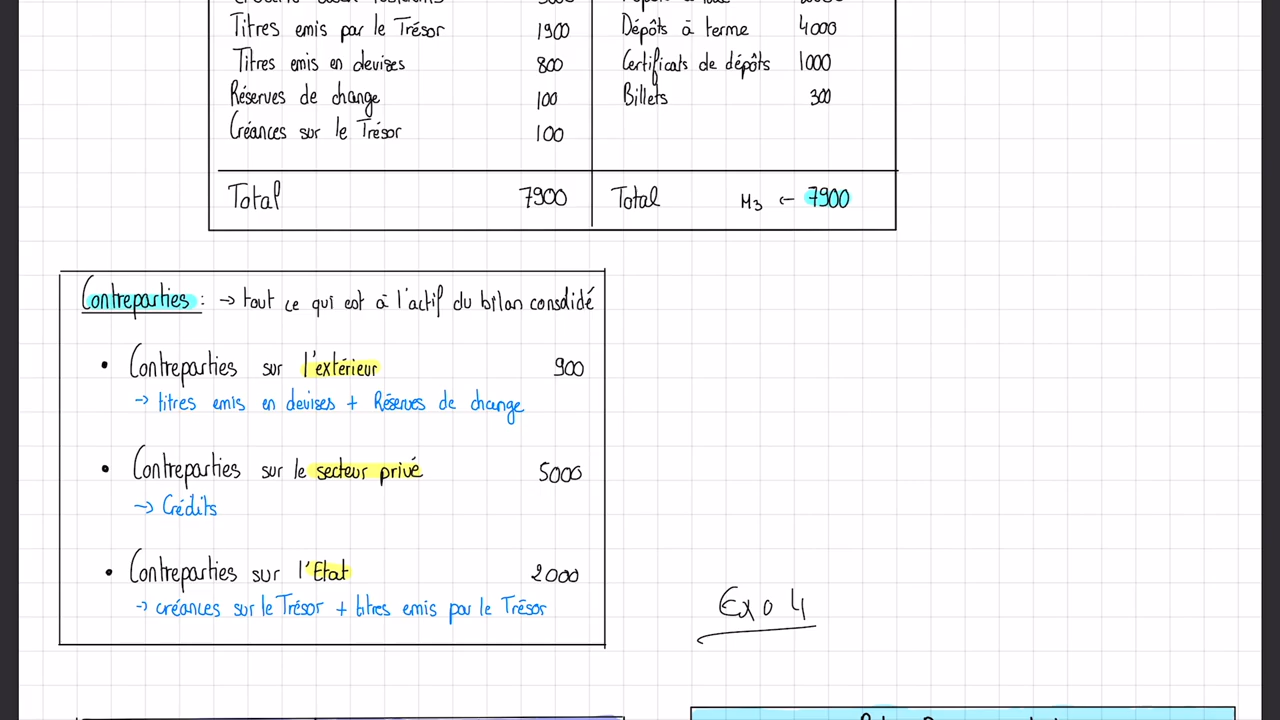 Titres emis par le Trésor 1900 Dépôts à terme 4000
Titres emis en devises 800 Certificats de dépôts 1000
Réserves de change 100 Billets 300
Créances sur le Trésor 100
Total 7900 Total M3 ← 7900
Contreparties : → tout ce qui est à l'actif du bilan consolidé
• Contreparties sur l'extérieur 900
→ titres emis en devises + Réserves de change
• Contreparties sur le secteur privé 5000
→ Crédits
• Contreparties sur l'Etat 2000
→ créances sur le Trésor + titres emis par le Trésor
Exo 4